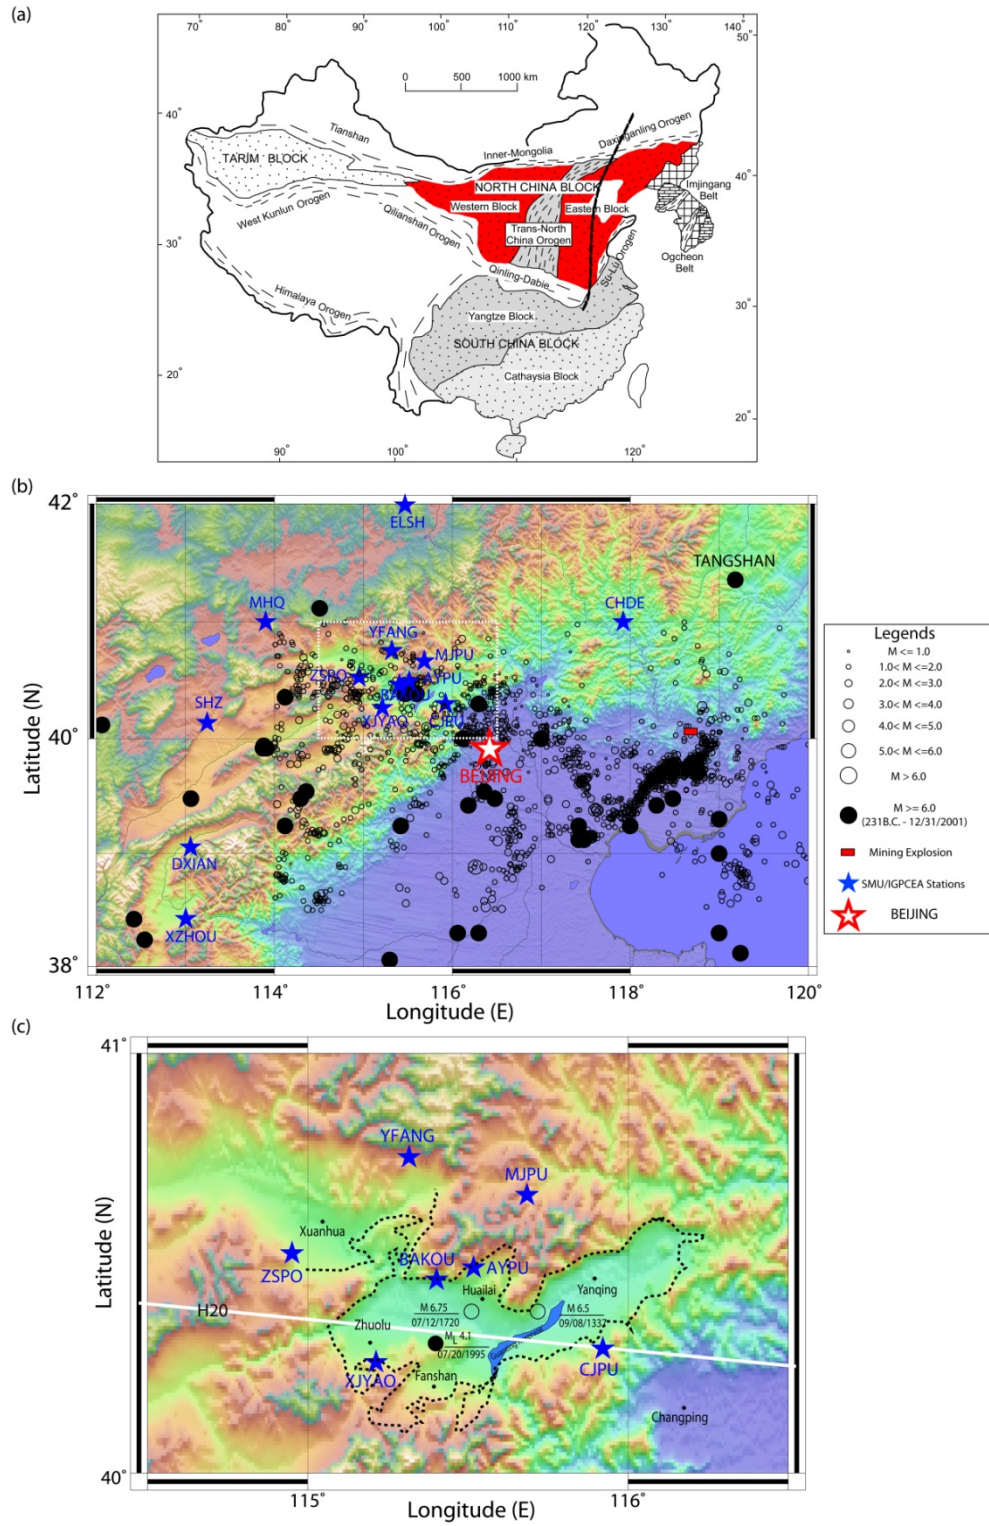 (a)
70°
80°
90°
100°
110°
120°
130°
140°
50°
0 500 1000 km
40°
40°
Tianshan
Daxinganling Orogen
Inner-Mongolia
TARIM BLOCK
NORTH CHINA BLOCK
Imjingang
Belt
West Kunlun Orogen
Western Block
Eastern Block
Qilianshan Orogen
Trans-North
China Orogen
Su-Lu Orogen
Ogcheon
Belt
30°
30°
Qinling-Dabie
Himalaya Orogen
Yangtze Block
SOUTH CHINA BLOCK
Cathaysia Block
20°
20°
90°
100°
110°
120°
(b)
42°
ELSH
TANGSHAN
MHQ
CHDE
YFANG
MJPU
ZSPO
AYPU
BAKOU
SHZ
XJYAO
CJPU
40°
BEIJING
DXIAN
XZHOU
38°
112°
114°
116°
118°
120°
Latitude (N)
Longitude (E)
Legends
M <= 1.0
1.0< M <=2.0
2.0< M <=3.0
3.0< M <=4.0
4.0< M <=5.0
5.0< M <=6.0
M > 6.0
M >= 6.0
(231B.C. - 12/31/2001)
Mining Explosion
SMU/IGPCEA Stations
BEIJING
(c)
41°
YFANG
MJPU
Xuanhua
ZSPO
BAKOU
AYPU
Huailai
Yanqing
H20
M 6.75
07/12/1720
M 6.5
09/08/1337
Zhuolu
ML 4.1
07/20/1995
XJYAO
Fanshan
CJPU
Changping
40°
115°
116°
Latitude (N)
Longitude (E)